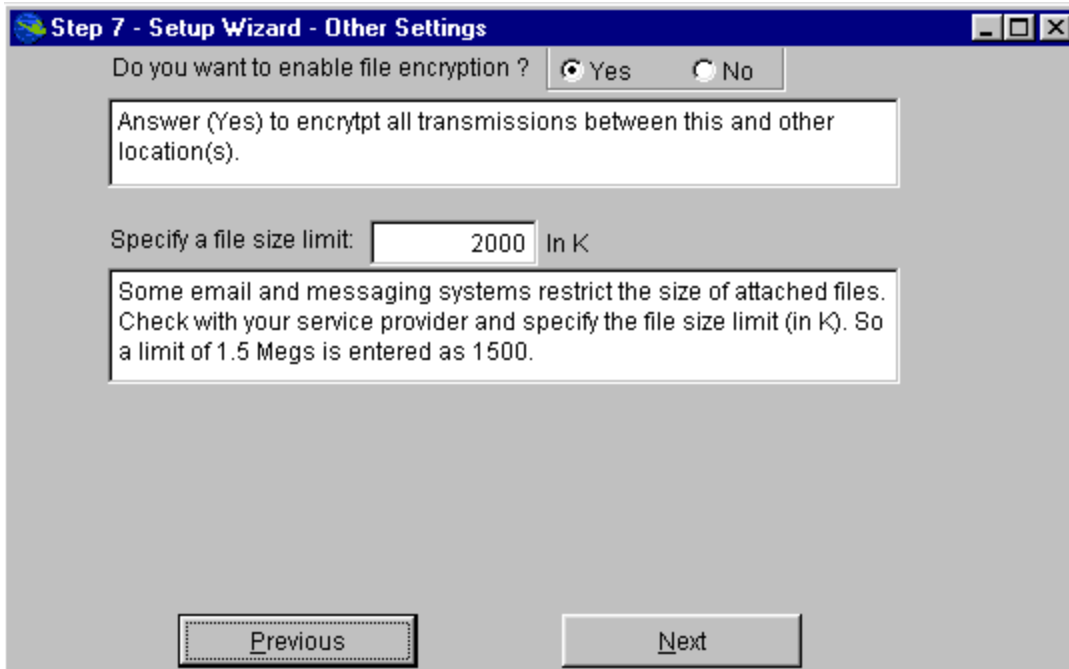 Step 7 - Setup Wizard - Other Settings
Do you want to enable file encryption ? Yes No
Answer (Yes) to encrytpt all transmissions between this and other
location(s).
Specify a file size limit: 2000 In K
Some email and messaging systems restrict the size of attached files.
Check with your service provider and specify the file size limit (in K). So
a limit of 1.5 Megs is entered as 1500.
Previous Next